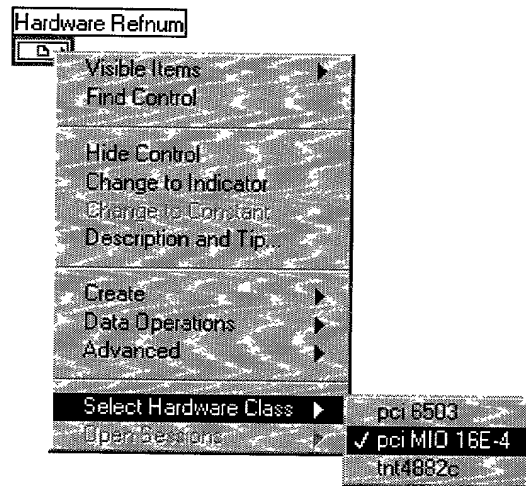 Hardware Refnum
Visible Items
Find Control
Hide Control
Change to Indicator
Change to Constant
Description and Tip...
Create
Data Operations
Advanced
Select Hardware Class
Open Sessions
pci 6503
✓ pci MIO 16E-4
tnt4882c